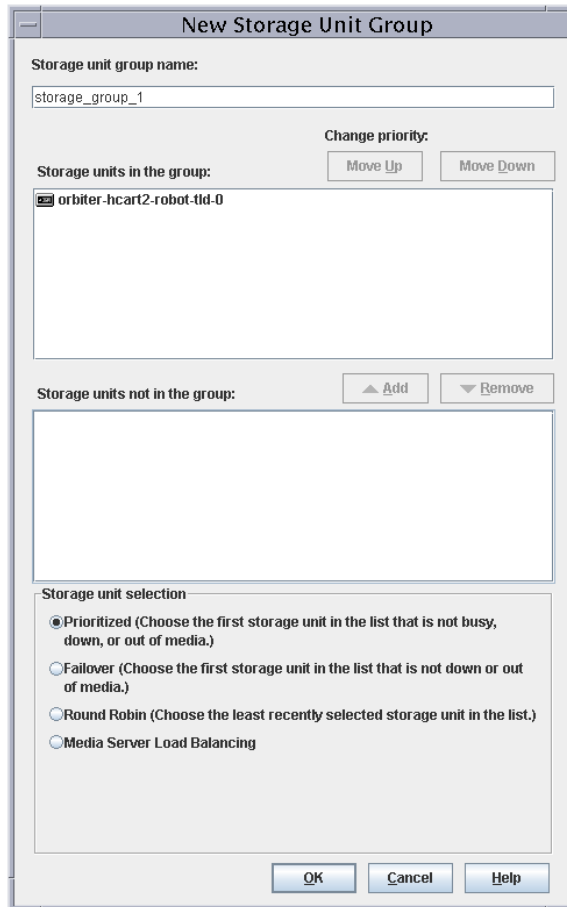 New Storage Unit Group
Storage unit group name:
storage_group_1
Change priority:
Storage units in the group:
Move Up
Move Down
orbiter-hcart2-robot-tld-0
Storage units not in the group:
Add
Remove
Storage unit selection
Prioritized (Choose the first storage unit in the list that is not busy,
down, or out of media.)
Failover (Choose the first storage unit in the list that is not down or out
of media.)
Round Robin (Choose the least recently selected storage unit in the list.)
Media Server Load Balancing
OK
Cancel
Help